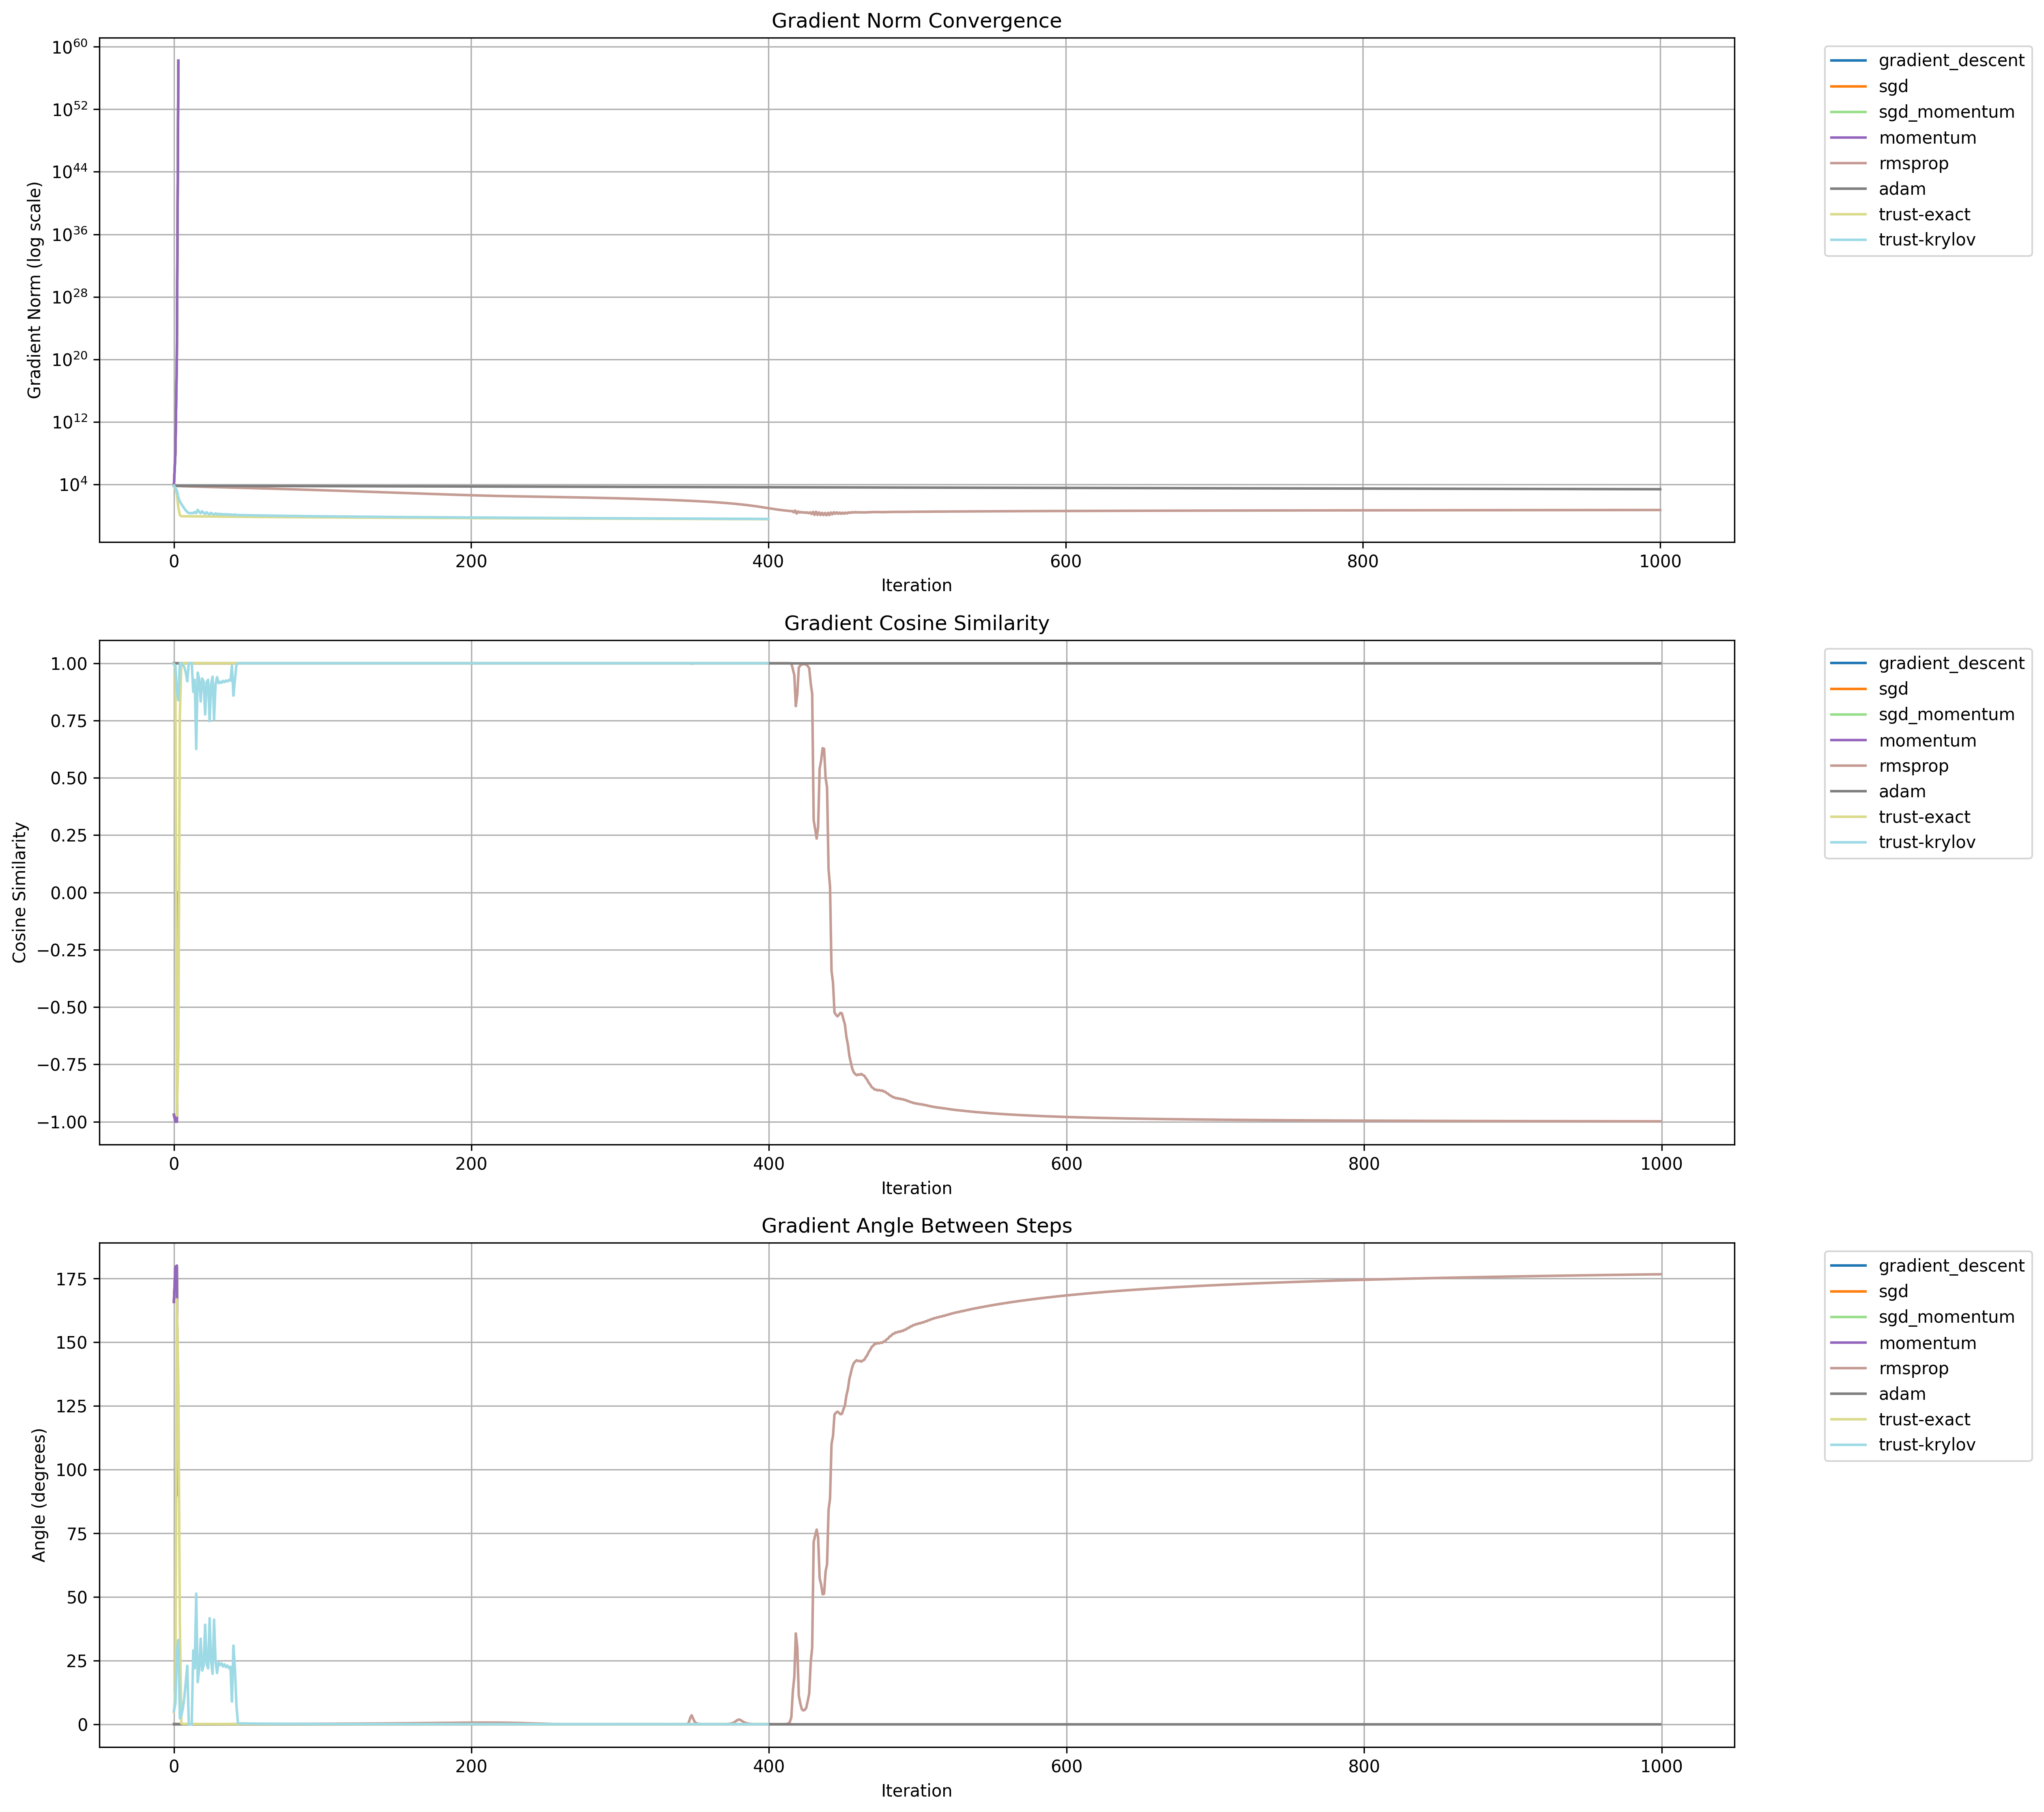 Gradient Norm Convergence
Gradient Norm (log scale)
10^60
10^52
10^44
10^36
10^28
10^20
10^12
10^4
0 200 400 600 800 1000
Iteration
gradient_descent
sgd
sgd_momentum
momentum
rmsprop
adam
trust-exact
trust-krylov
Gradient Cosine Similarity
Cosine Similarity
1.00
0.75
0.50
0.25
0.00
−0.25
−0.50
−0.75
−1.00
0 200 400 600 800 1000
Iteration
gradient_descent
sgd
sgd_momentum
momentum
rmsprop
adam
trust-exact
trust-krylov
Gradient Angle Between Steps
Angle (degrees)
175
150
125
100
75
50
25
0
0 200 400 600 800 1000
Iteration
gradient_descent
sgd
sgd_momentum
momentum
rmsprop
adam
trust-exact
trust-krylov